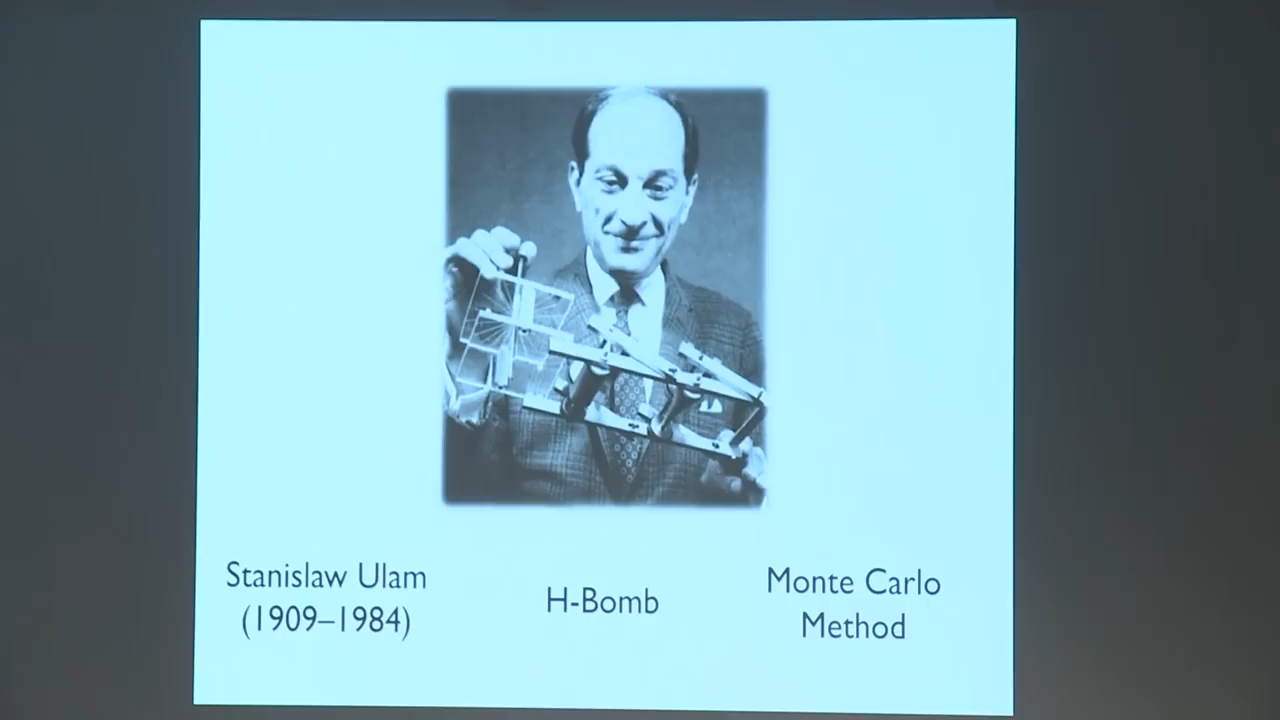 Stanislaw Ulam
(1909–1984)
H-Bomb
Monte Carlo
Method